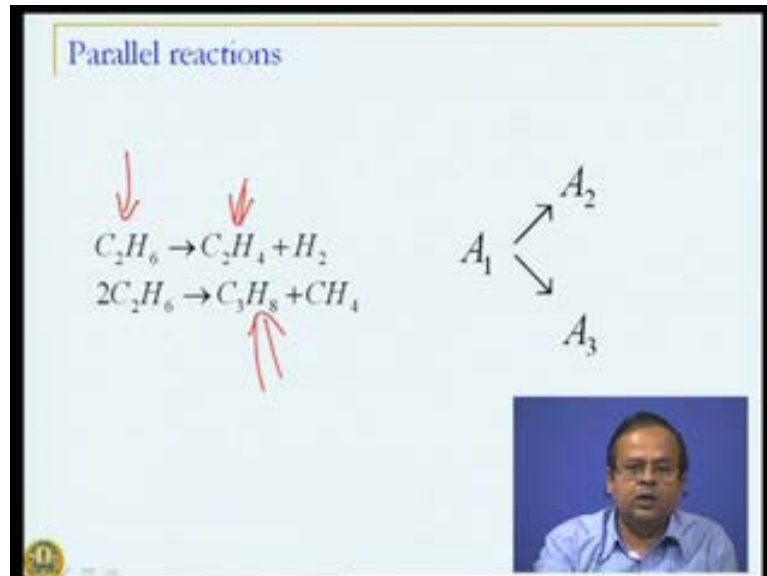 Parallel reactions
C₂H₆ → C₂H₄ + H₂
2C₂H₆ → C₃H₈ + CH₄
A₁
A₂
A₃